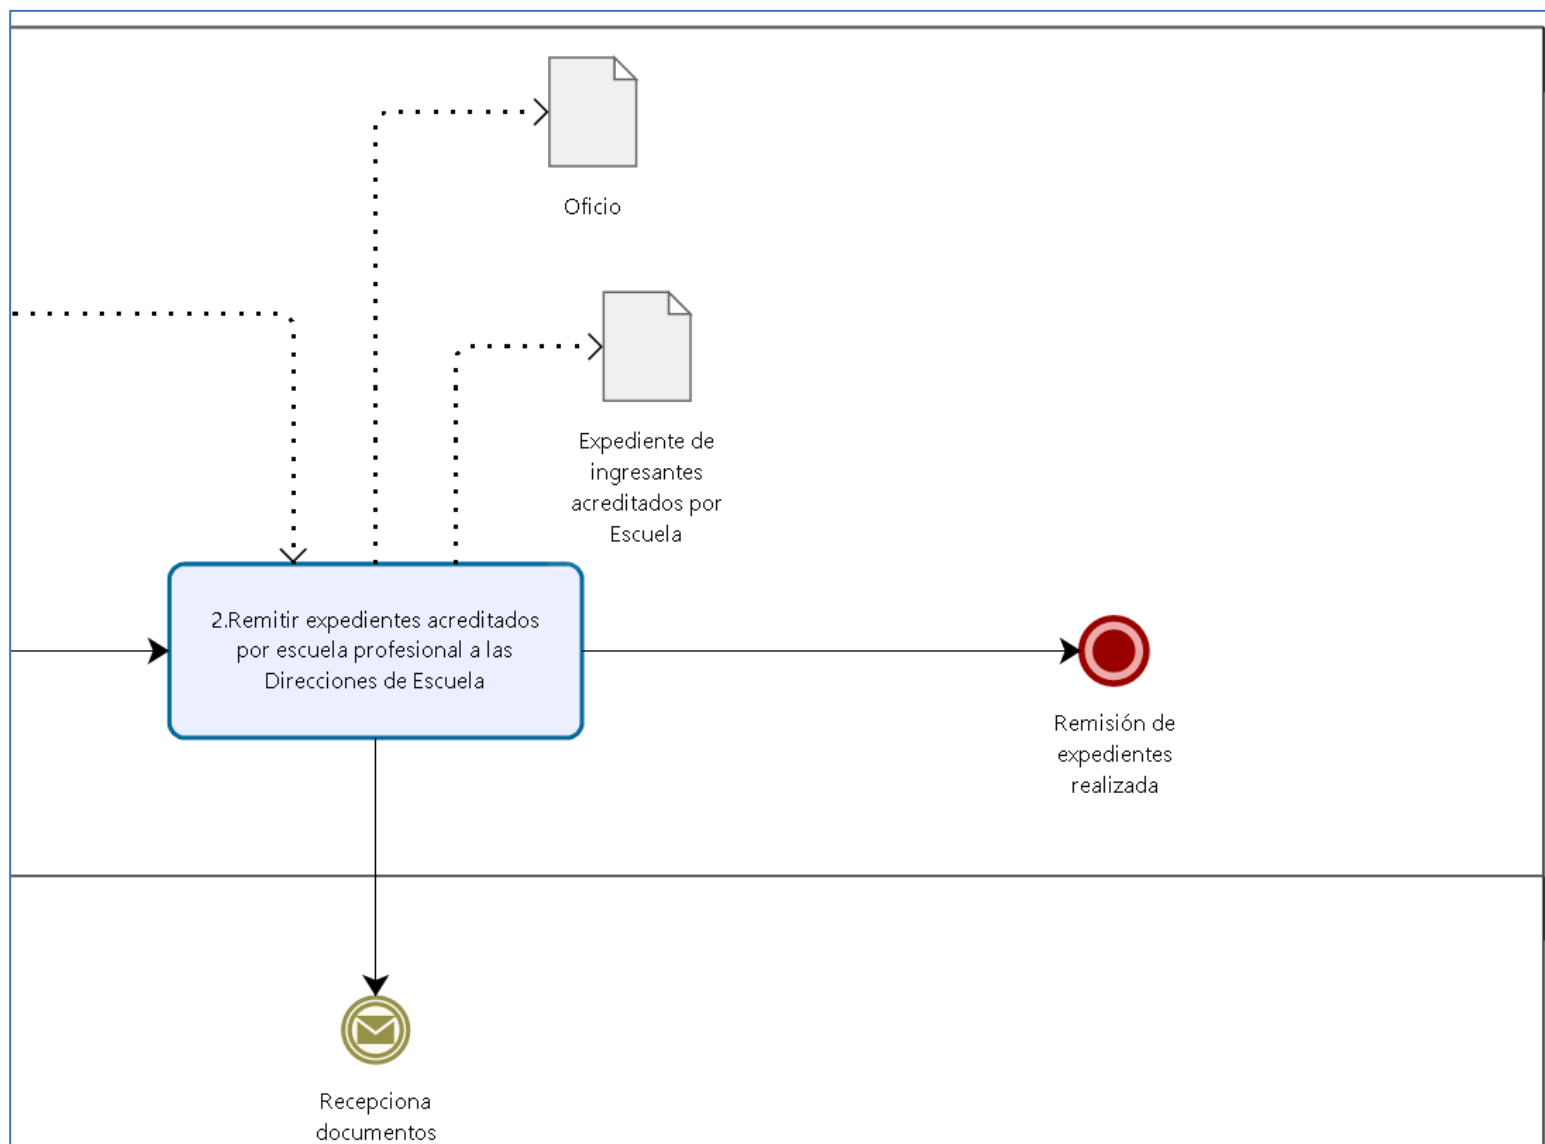 Oficio
Expediente de
ingresantes
acreditados por
Escuela
2.Remitir expedientes acreditados
por escuela profesional a las
Direcciones de Escuela
Remisión de
expedientes
realizada
Recepciona
documentos